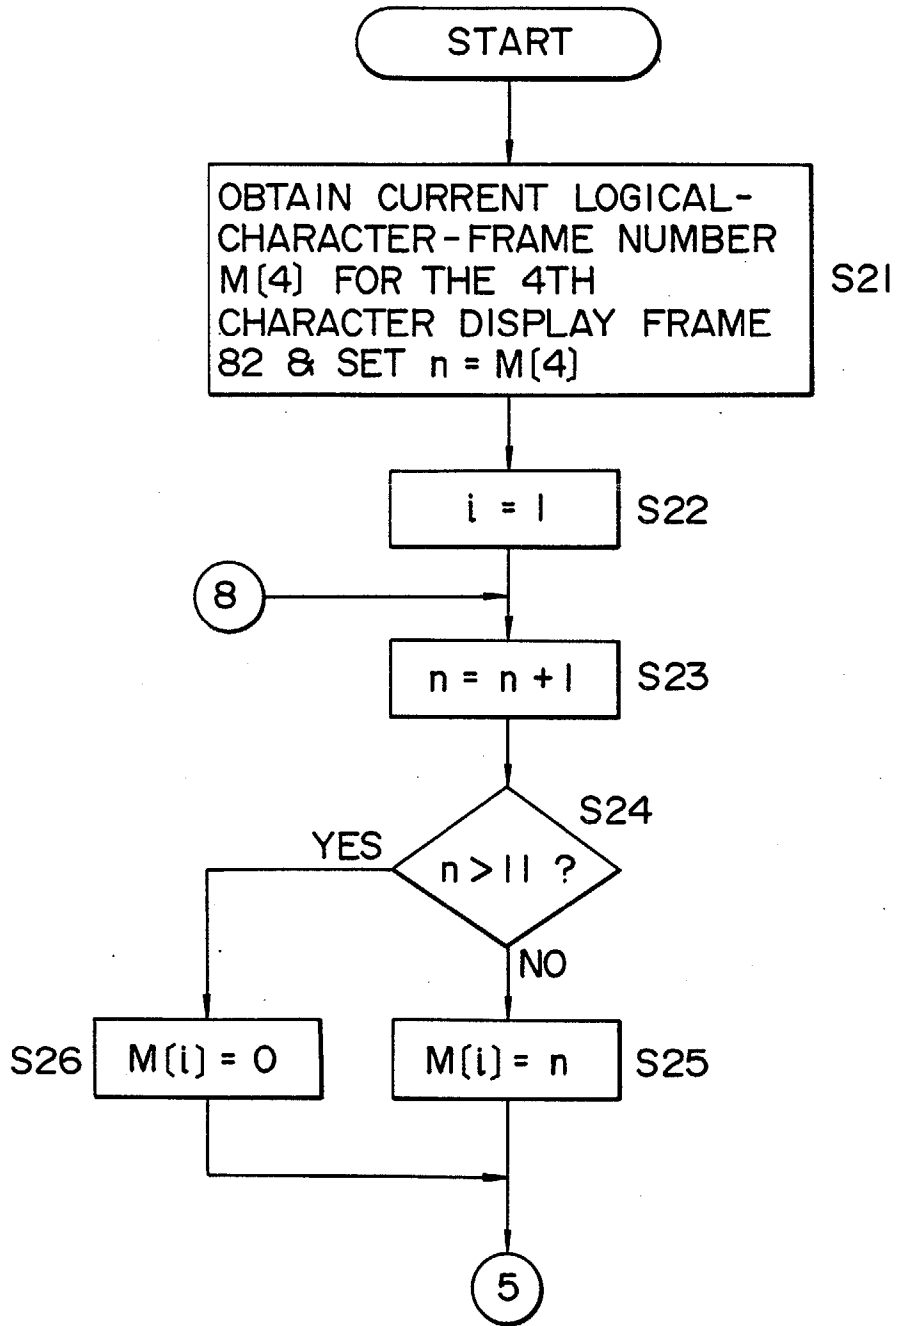 START
OBTAIN CURRENT LOGICAL-
CHARACTER-FRAME NUMBER
M[4] FOR THE 4TH
CHARACTER DISPLAY FRAME
82 & SET n = M[4]
S21
i = 1
S22
8
n = n + 1
S23
S24
YES
n > 11 ?
NO
S26
M[i] = 0
M[i] = n
S25
5